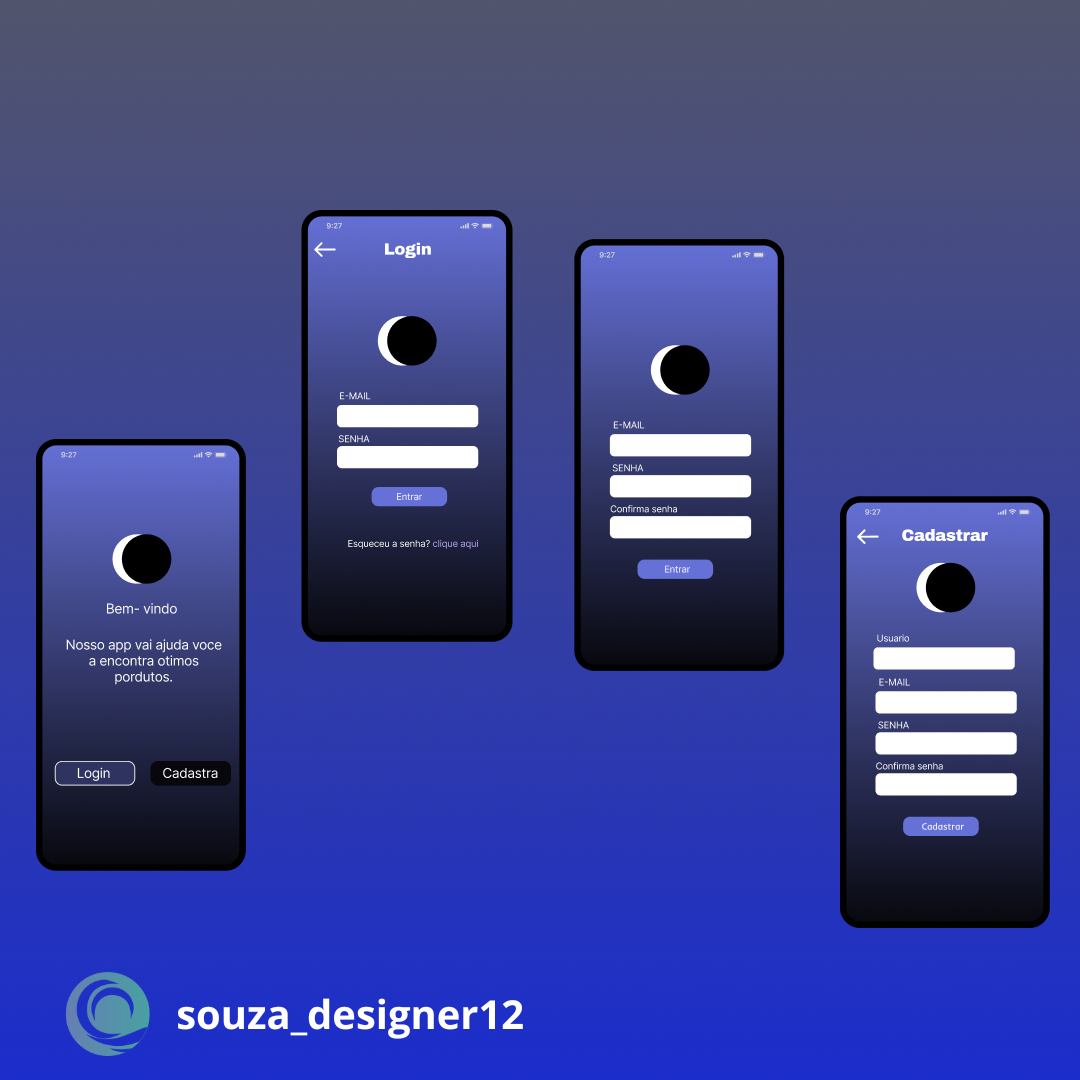 9:27
Bem- vindo
Nosso app vai ajuda voce
a encontra otimos
pordutos.
Login
Cadastra
9:27
Login
E-MAIL
SENHA
Entrar
Esqueceu a senha? clique aqui
9:27
E-MAIL
SENHA
Confirma senha
Entrar
9:27
Cadastrar
Usuario
E-MAIL
SENHA
Confirma senha
Cadastrar
souza_designer12